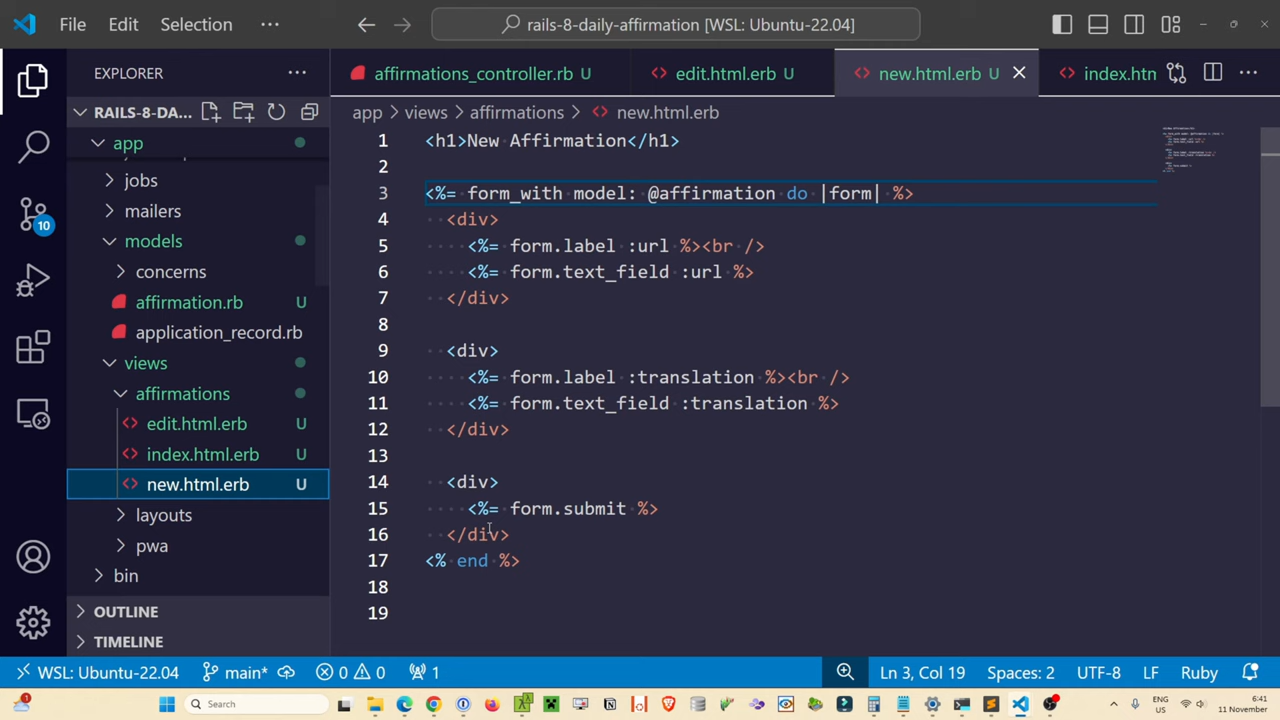 File Edit Selection ··· rails-8-daily-affirmation [WSL: Ubuntu-22.04]
EXPLORER ···
affirmations_controller.rb U edit.html.erb U new.html.erb U index.htn ···
RAILS-8-DA...
app > views > affirmations > new.html.erb
app
jobs
mailers
models
concerns
affirmation.rb U
application_record.rb
views
affirmations
edit.html.erb U
index.html.erb U
new.html.erb U
layouts
pwa
bin
OUTLINE
TIMELINE
10
1 <h1>New Affirmation</h1>
2
3 <%= form_with model: @affirmation do |form| %>
4 <div>
5 <%= form.label :url %><br />
6 <%= form.text_field :url %>
7 </div>
8
9 <div>
10 <%= form.label :translation %><br />
11 <%= form.text_field :translation %>
12 </div>
13
14 <div>
15 <%= form.submit %>
16 </div>
17 <% end %>
18
19
WSL: Ubuntu-22.04 main* 0 0 1 Ln 3, Col 19 Spaces: 2 UTF-8 LF Ruby
1 Search ENG US 6:41 11 November